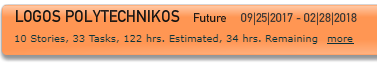 LOGOS POLYTECHNIKOS Future 09|25|2017 - 02|28|2018
10 Stories, 33 Tasks, 122 hrs. Estimated, 34 hrs. Remaining more